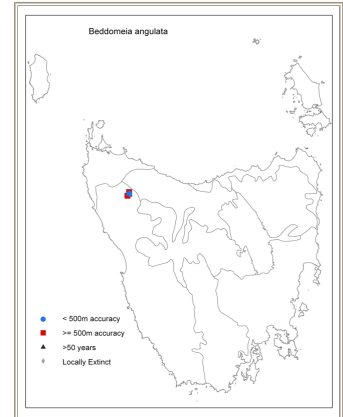 Beddomeia angulata
< 500m accuracy
>= 500m accuracy
>50 years
Locally Extinct